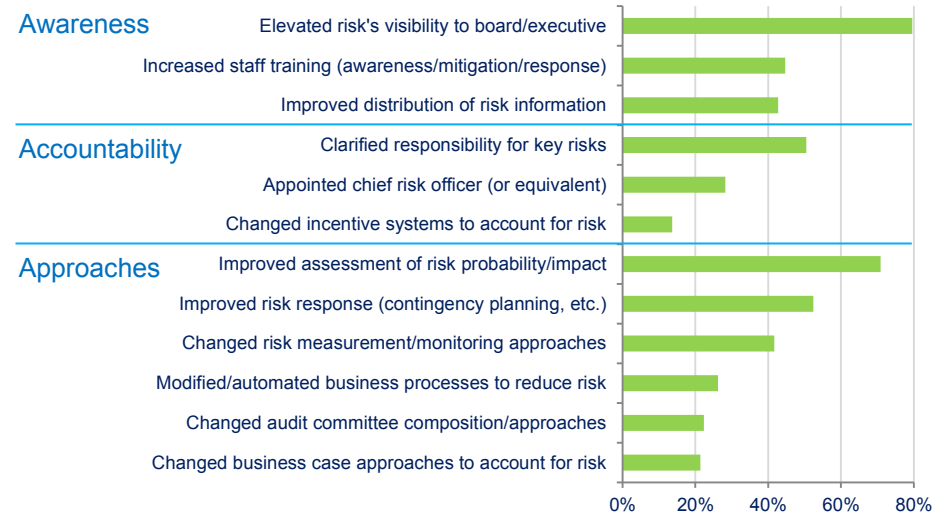 Awareness
Elevated risk's visibility to board/executive
Increased staff training (awareness/mitigation/response)
Improved distribution of risk information
Accountability
Clarified responsibility for key risks
Appointed chief risk officer (or equivalent)
Changed incentive systems to account for risk
Approaches
Improved assessment of risk probability/impact
Improved risk response (contingency planning, etc.)
Changed risk measurement/monitoring approaches
Modified/automated business processes to reduce risk
Changed audit committee composition/approaches
Changed business case approaches to account for risk
0% 20% 40% 60% 80%